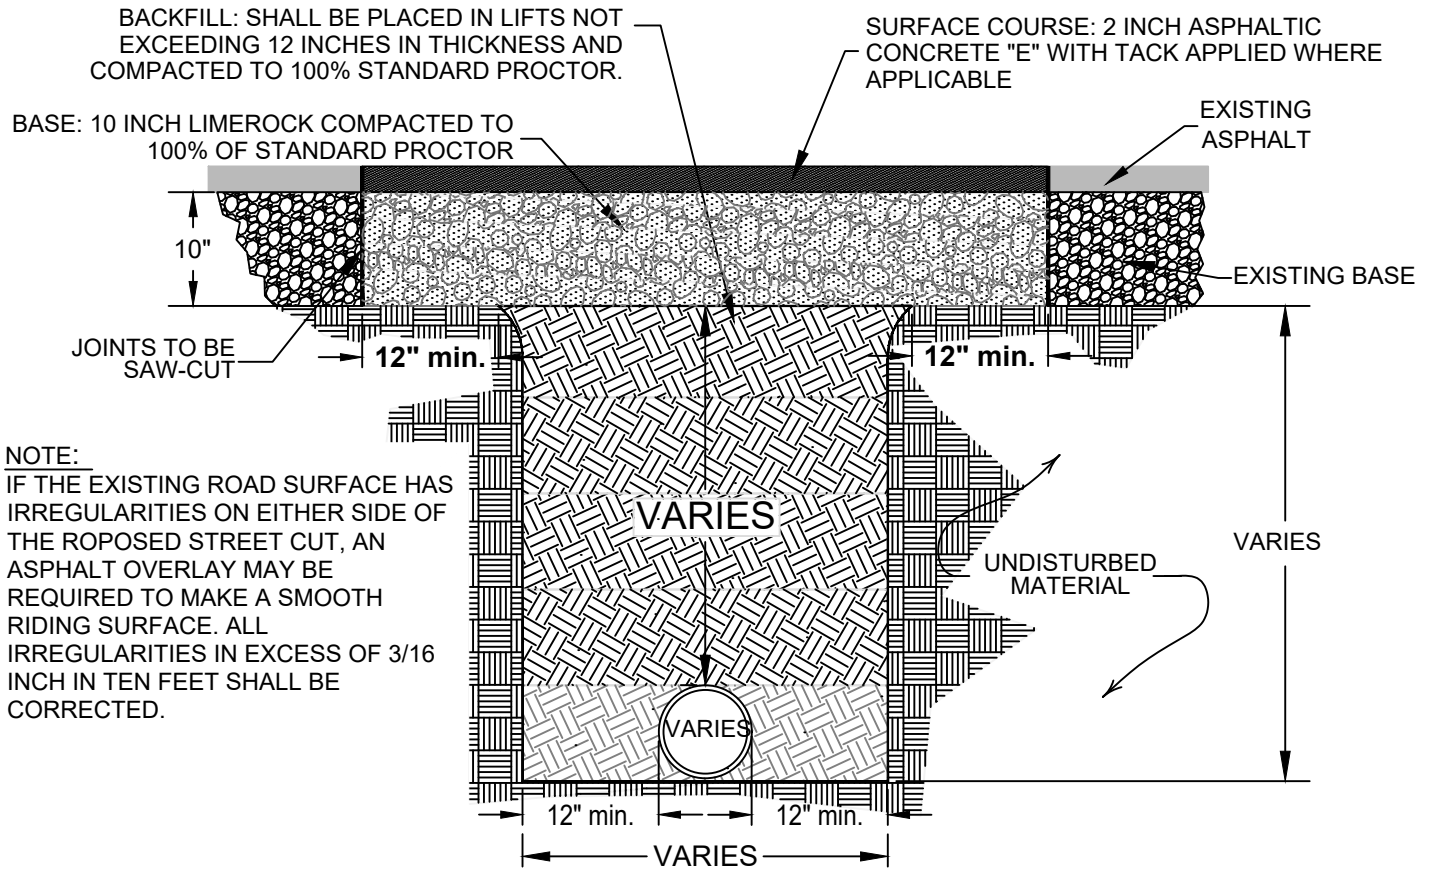 BACKFILL: SHALL BE PLACED IN LIFTS NOT
EXCEEDING 12 INCHES IN THICKNESS AND
COMPACTED TO 100% STANDARD PROCTOR.
SURFACE COURSE: 2 INCH ASPHALTIC
CONCRETE "E" WITH TACK APPLIED WHERE
APPLICABLE
BASE: 10 INCH LIMEROCK COMPACTED TO
100% OF STANDARD PROCTOR
EXISTING
ASPHALT
10"
EXISTING BASE
JOINTS TO BE
SAW-CUT
12" min.
12" min.
NOTE:
IF THE EXISTING ROAD SURFACE HAS
IRREGULARITIES ON EITHER SIDE OF
THE ROPOSED STREET CUT, AN
ASPHALT OVERLAY MAY BE
REQUIRED TO MAKE A SMOOTH
RIDING SURFACE. ALL
IRREGULARITIES IN EXCESS OF 3/16
INCH IN TEN FEET SHALL BE
CORRECTED.
VARIES
UNDISTURBED
MATERIAL
VARIES
VARIES
12" min.
12" min.
VARIES